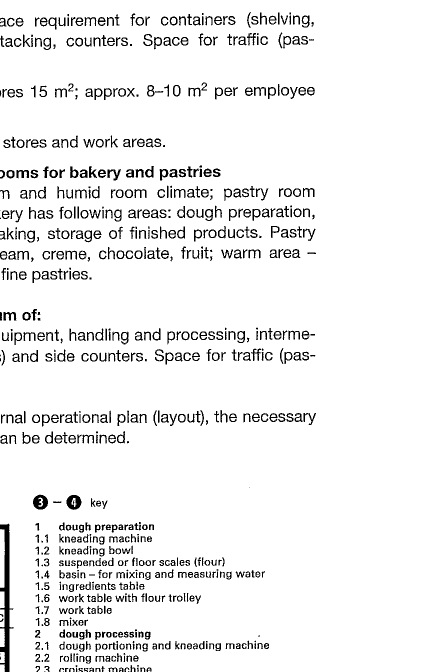 ace requirement for containers (shelving,
tacking, counters. Space for traffic (pas-
res 15 m²; approx. 8–10 m² per employee
stores and work areas.
ooms for bakery and pastries
m and humid room climate; pastry room
ery has following areas: dough preparation,
aking, storage of finished products. Pastry
eam, creme, chocolate, fruit; warm area –
fine pastries.
um of:
uipment, handling and processing, interme-
s) and side counters. Space for traffic (pas-
rnal operational plan (layout), the necessary
an be determined.
❸ – ❹ key
1 dough preparation
1.1 kneading machine
1.2 kneading bowl
1.3 suspended or floor scales (flour)
1.4 basin – for mixing and measuring water
1.5 ingredients table
1.6 work table with flour trolley
1.7 work table
1.8 mixer
2 dough processing
2.1 dough portioning and kneading machine
2.2 rolling machine
2.3 croissant machine